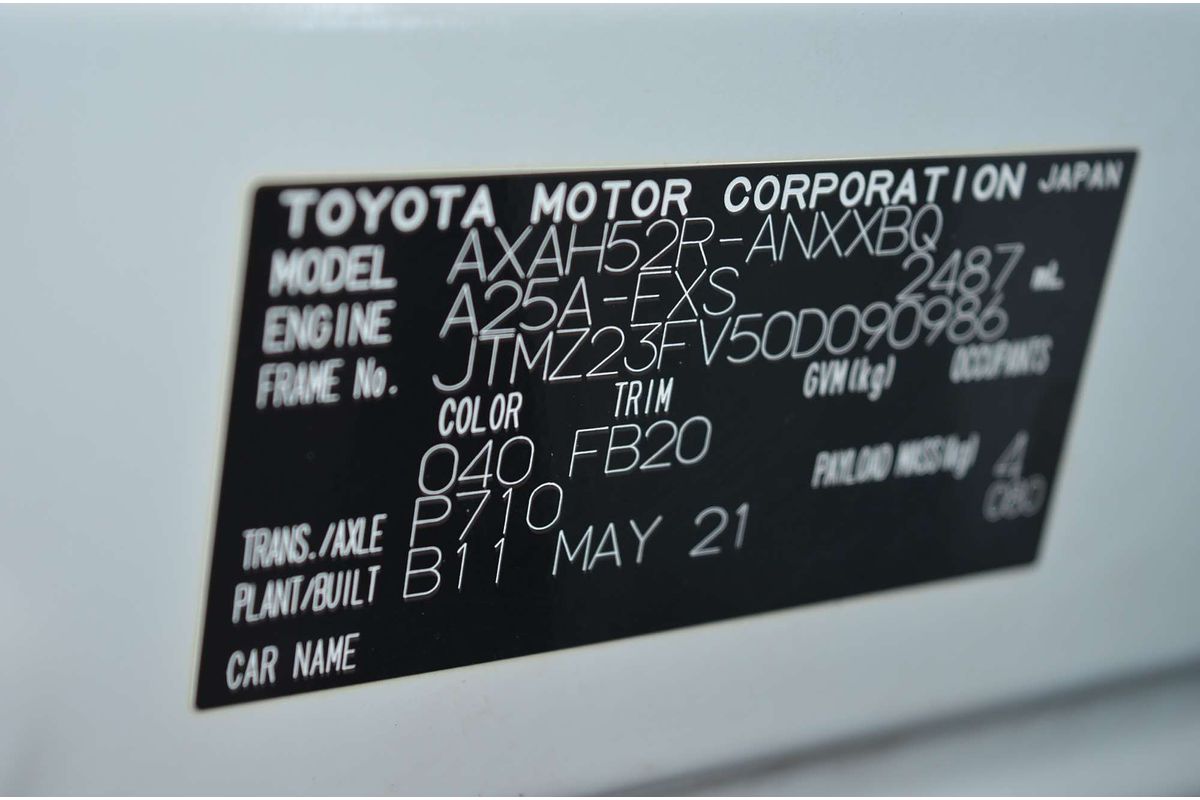 TOYOTA MOTOR CORPORATION JAPAN
MODEL AXAH52R-ANXXBQ
ENGINE A25A-FXS 2487 mL
FRAME No. JTMZ23FV50D090986
COLOR TRIM GVM(kg) OCCUPANTS
040 FB20
PAYLOAD MASS(kg) 4
TRANS./AXLE P710 080
PLANT/BUILT B11 MAY 21
CAR NAME